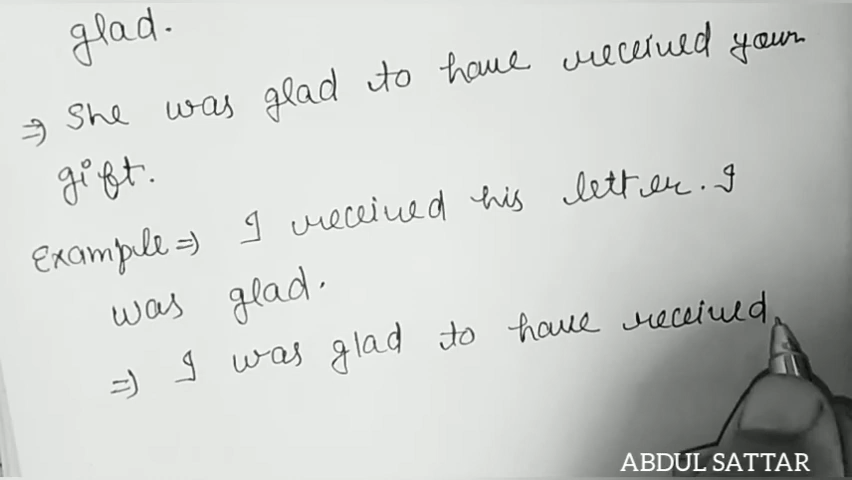 glad.
⇒ She was glad to have received your
gift.
Example ⇒ I received his letter. I
was glad.
⇒ I was glad to have received
ABDUL SATTAR